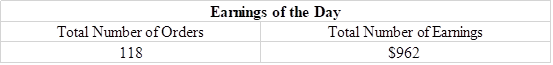 Earnings of the Day
Total Number of Orders Total Number of Earnings
118 $962